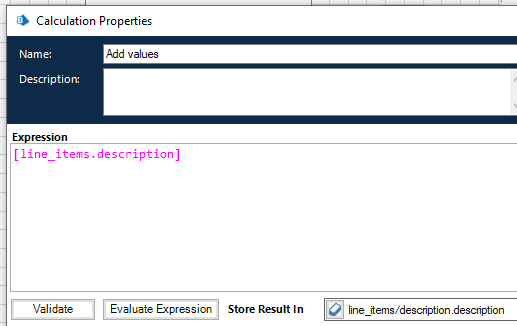 Calculation Properties
Name: Add values
Description:
Expression
[line_items.description]
Validate Evaluate Expression Store Result In line_items/description.description